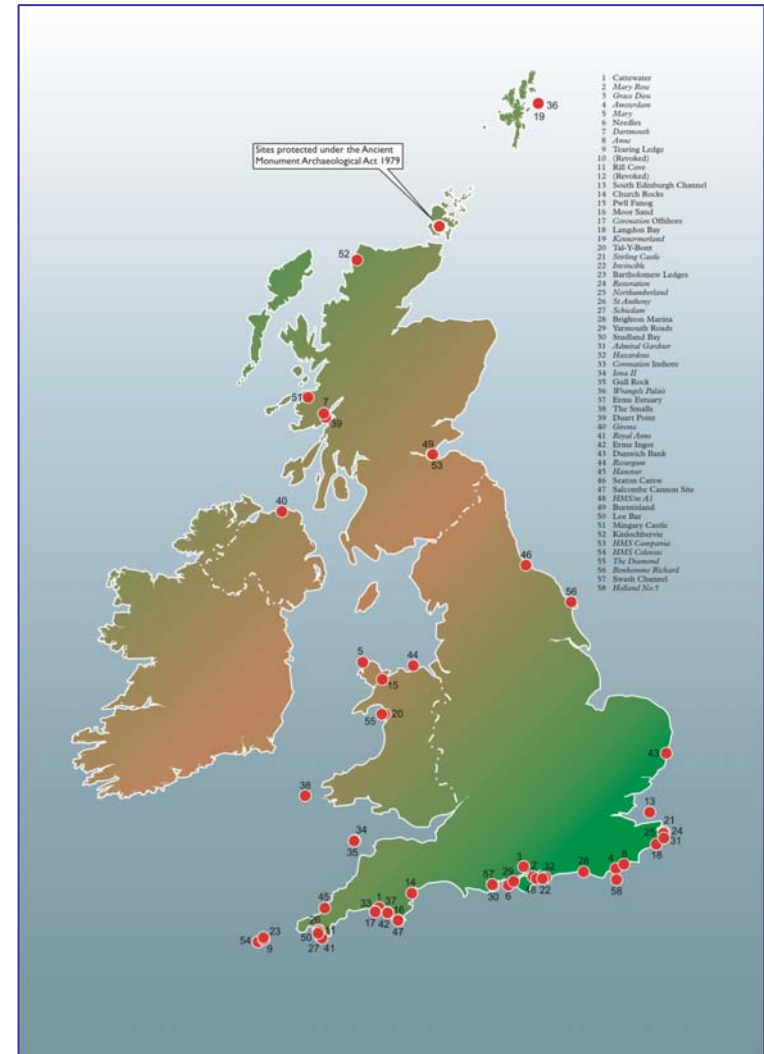 1 Cattewater
2 Mary Rose
3 Grace Dieu
4 Amsterdam
5 Mary
6 Needles
7 Dartmouth
8 Anne
9 Tearing Ledge
10 (Revoked)
11 Rill Cove
12 (Revoked)
13 South Edinburgh Channel
14 Church Rocks
15 Pwll Fanog
16 Moor Sand
17 Coronation Offshore
18 Langdon Bay
19 Kennermerland
20 Tal-Y-Bont
21 Stirling Castle
22 Invincible
23 Bartholomew Ledges
24 Restoration
25 Northumberland
26 St Anthony
27 Schiedam
28 Brighton Marina
29 Yarmouth Roads
30 Studland Bay
31 Admiral Gardner
32 Hazardous
33 Coronation Inshore
34 Iona II
35 Gull Rock
36 Wrangels Palais
37 Erme Estuary
38 The Smalls
39 Duart Point
40 Girona
41 Royal Anne
42 Erme Ingot
43 Dunwich Bank
44 Resurgam
45 Hanover
46 Seaton Carew
47 Salcombe Cannon Site
48 HMS/m A1
49 Burntisland
50 Loe Bar
51 Mingary Castle
52 Kinlochbervie
53 HMS Campania
54 HMS Colossus
55 The Diamond
56 Bonhomme Richard
57 Swash Channel
58 Holland No.5
36
19
Sites protected under the Ancient
Monument Archaeological Act 1979
52
51
7
39
49
53
40
46
56
5
44
15
55 20
43
38
13
34
35
21
25 24
31
18
3
57 29 2 32
28 4 8
30 6 48 22
58
14
45
33 1 37
16
17 42
47
26
50 11
27 41
23
54 9